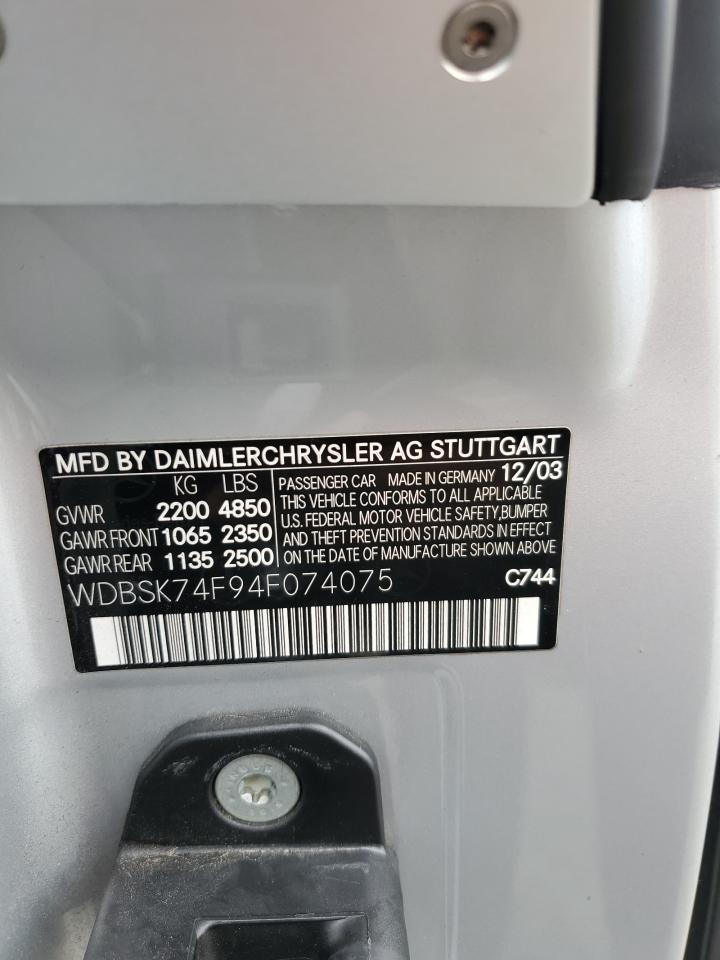 MFD BY DAIMLERCHRYSLER AG STUTTGART
KG LBS
GVWR 2200 4850
GAWR FRONT 1065 2350
GAWR REAR 1135 2500
PASSENGER CAR MADE IN GERMANY 12/03
THIS VEHICLE CONFORMS TO ALL APPLICABLE
U.S. FEDERAL MOTOR VEHICLE SAFETY, BUMPER
AND THEFT PREVENTION STANDARDS IN EFFECT
ON THE DATE OF MANUFACTURE SHOWN ABOVE
WDBSK74F94F074075
C744